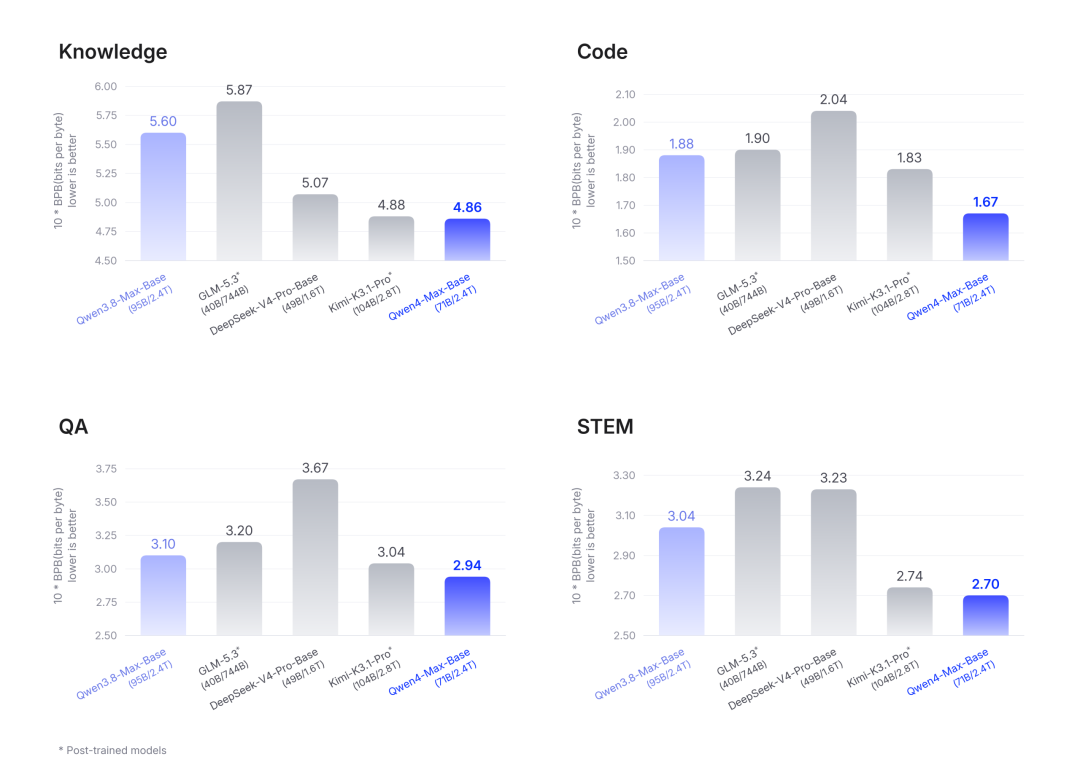 Knowledge
10 * BPB(bits per byte)
lower is better
6.00
5.75
5.50
5.25
5.00
4.75
4.50
5.60
5.87
5.07
4.88
4.86
Qwen3.8-Max-Base
(95B/2.4T)
GLM-5.3*
(40B/744B)
DeepSeek-V4-Pro-Base
(49B/1.6T)
Kimi-K3.1-Pro*
(104B/2.8T)
Qwen4-Max-Base
(71B/2.4T)
Code
10 * BPB(bits per byte)
lower is better
2.10
2.00
1.90
1.80
1.70
1.60
1.50
1.88
1.90
2.04
1.83
1.67
Qwen3.8-Max-Base
(95B/2.4T)
GLM-5.3*
(40B/744B)
DeepSeek-V4-Pro-Base
(49B/1.6T)
Kimi-K3.1-Pro*
(104B/2.8T)
Qwen4-Max-Base
(71B/2.4T)
QA
10 * BPB(bits per byte)
lower is better
3.75
3.50
3.25
3.00
2.75
2.50
3.10
3.20
3.67
3.04
2.94
Qwen3.8-Max-Base
(95B/2.4T)
GLM-5.3*
(40B/744B)
DeepSeek-V4-Pro-Base
(49B/1.6T)
Kimi-K3.1-Pro*
(104B/2.8T)
Qwen4-Max-Base
(71B/2.4T)
STEM
10 * BPB(bits per byte)
lower is better
3.30
3.10
2.90
2.70
2.50
3.04
3.24
3.23
2.74
2.70
Qwen3.8-Max-Base
(95B/2.4T)
GLM-5.3*
(40B/744B)
DeepSeek-V4-Pro-Base
(49B/1.6T)
Kimi-K3.1-Pro*
(104B/2.8T)
Qwen4-Max-Base
(71B/2.4T)
* Post-trained models